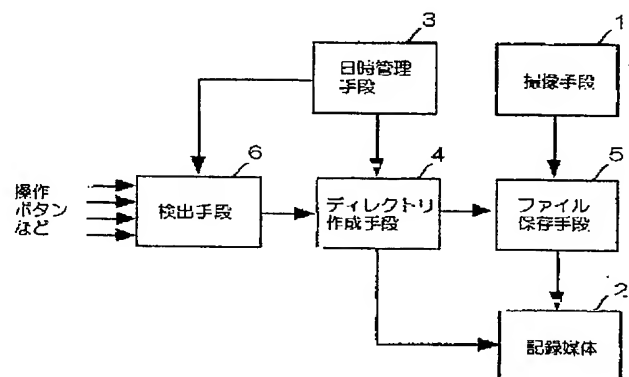 3
日時管理
手段
1
撮像手段
6
検出手段
4
ディレクトリ
作成手段
5
ファイル
保存手段
操作
ボタン
など
2
記録媒体